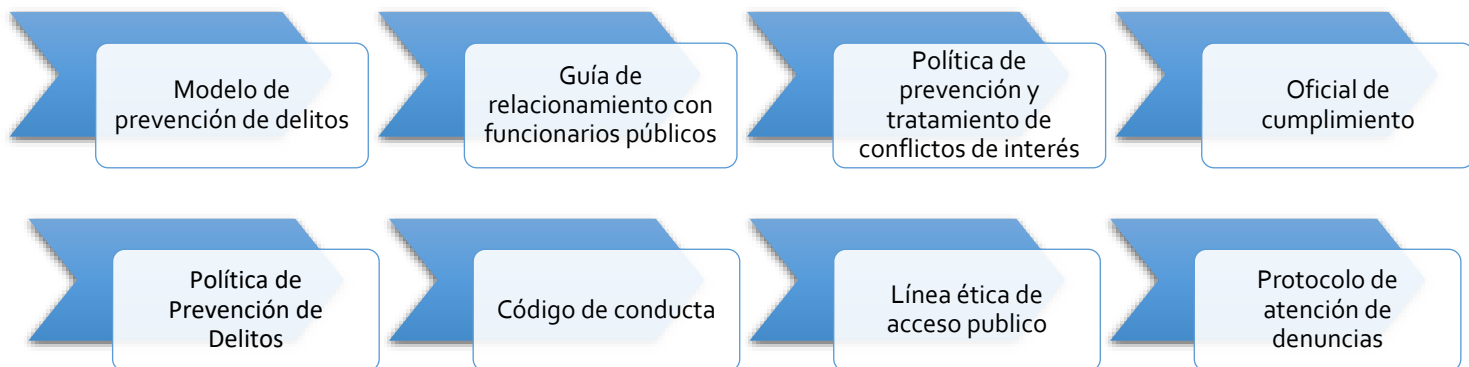 Modelo de
prevención de delitos
Guía de
relacionamiento con
funcionarios públicos
Política de
prevención y
tratamiento de
conflictos de interés
Oficial de
cumplimiento
Política de
Prevención de
Delitos
Código de conducta
Línea ética de
acceso publico
Protocolo de
atención de
denuncias